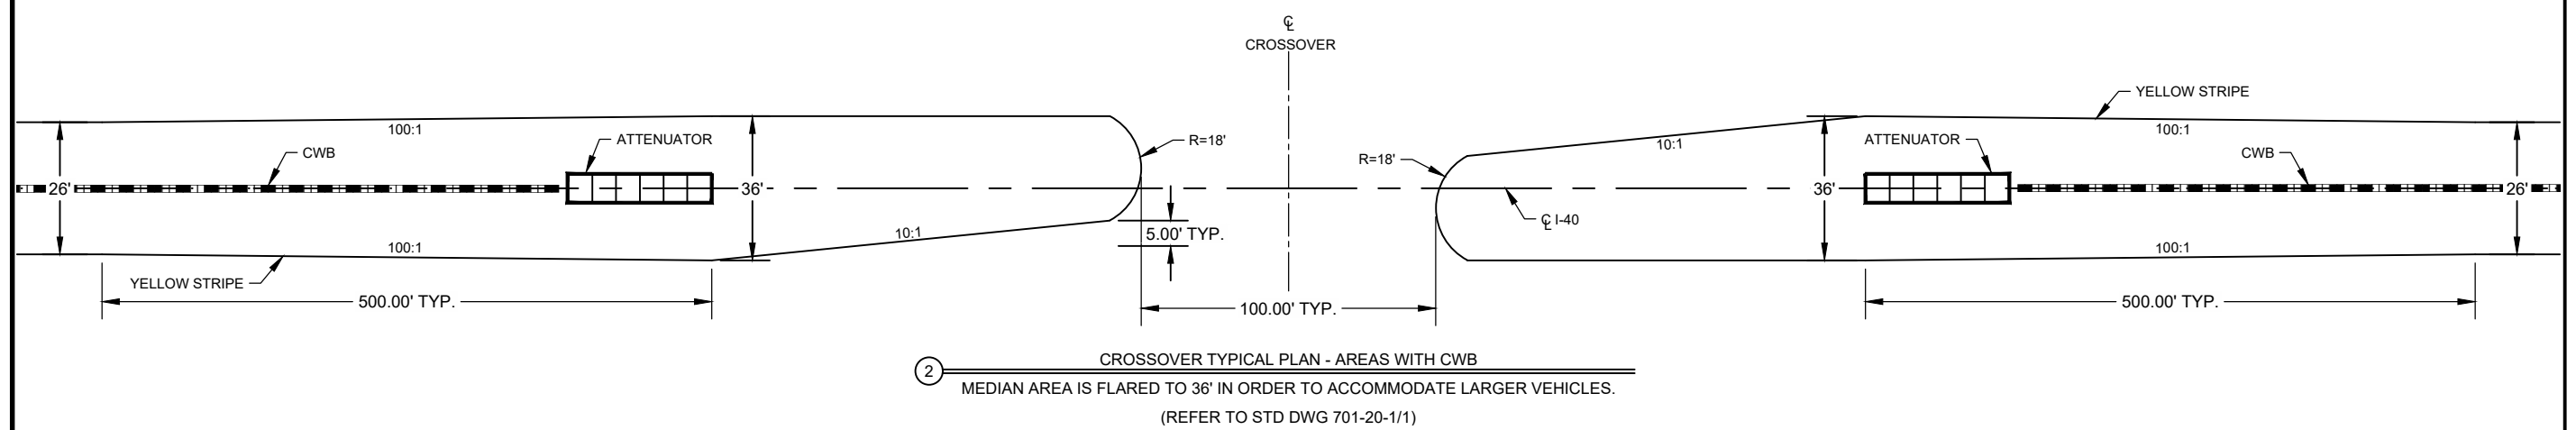 ℄
CROSSOVER
YELLOW STRIPE
100:1
100:1
ATTENUATOR
ATTENUATOR
CWB
CWB
R=18'
R=18'
10:1
26'
36'
36'
26'
℄ I-40
10:1
5.00' TYP.
100:1
100:1
YELLOW STRIPE
500.00' TYP.
100.00' TYP.
500.00' TYP.
2
CROSSOVER TYPICAL PLAN - AREAS WITH CWB
MEDIAN AREA IS FLARED TO 36' IN ORDER TO ACCOMMODATE LARGER VEHICLES.
(REFER TO STD DWG 701-20-1/1)